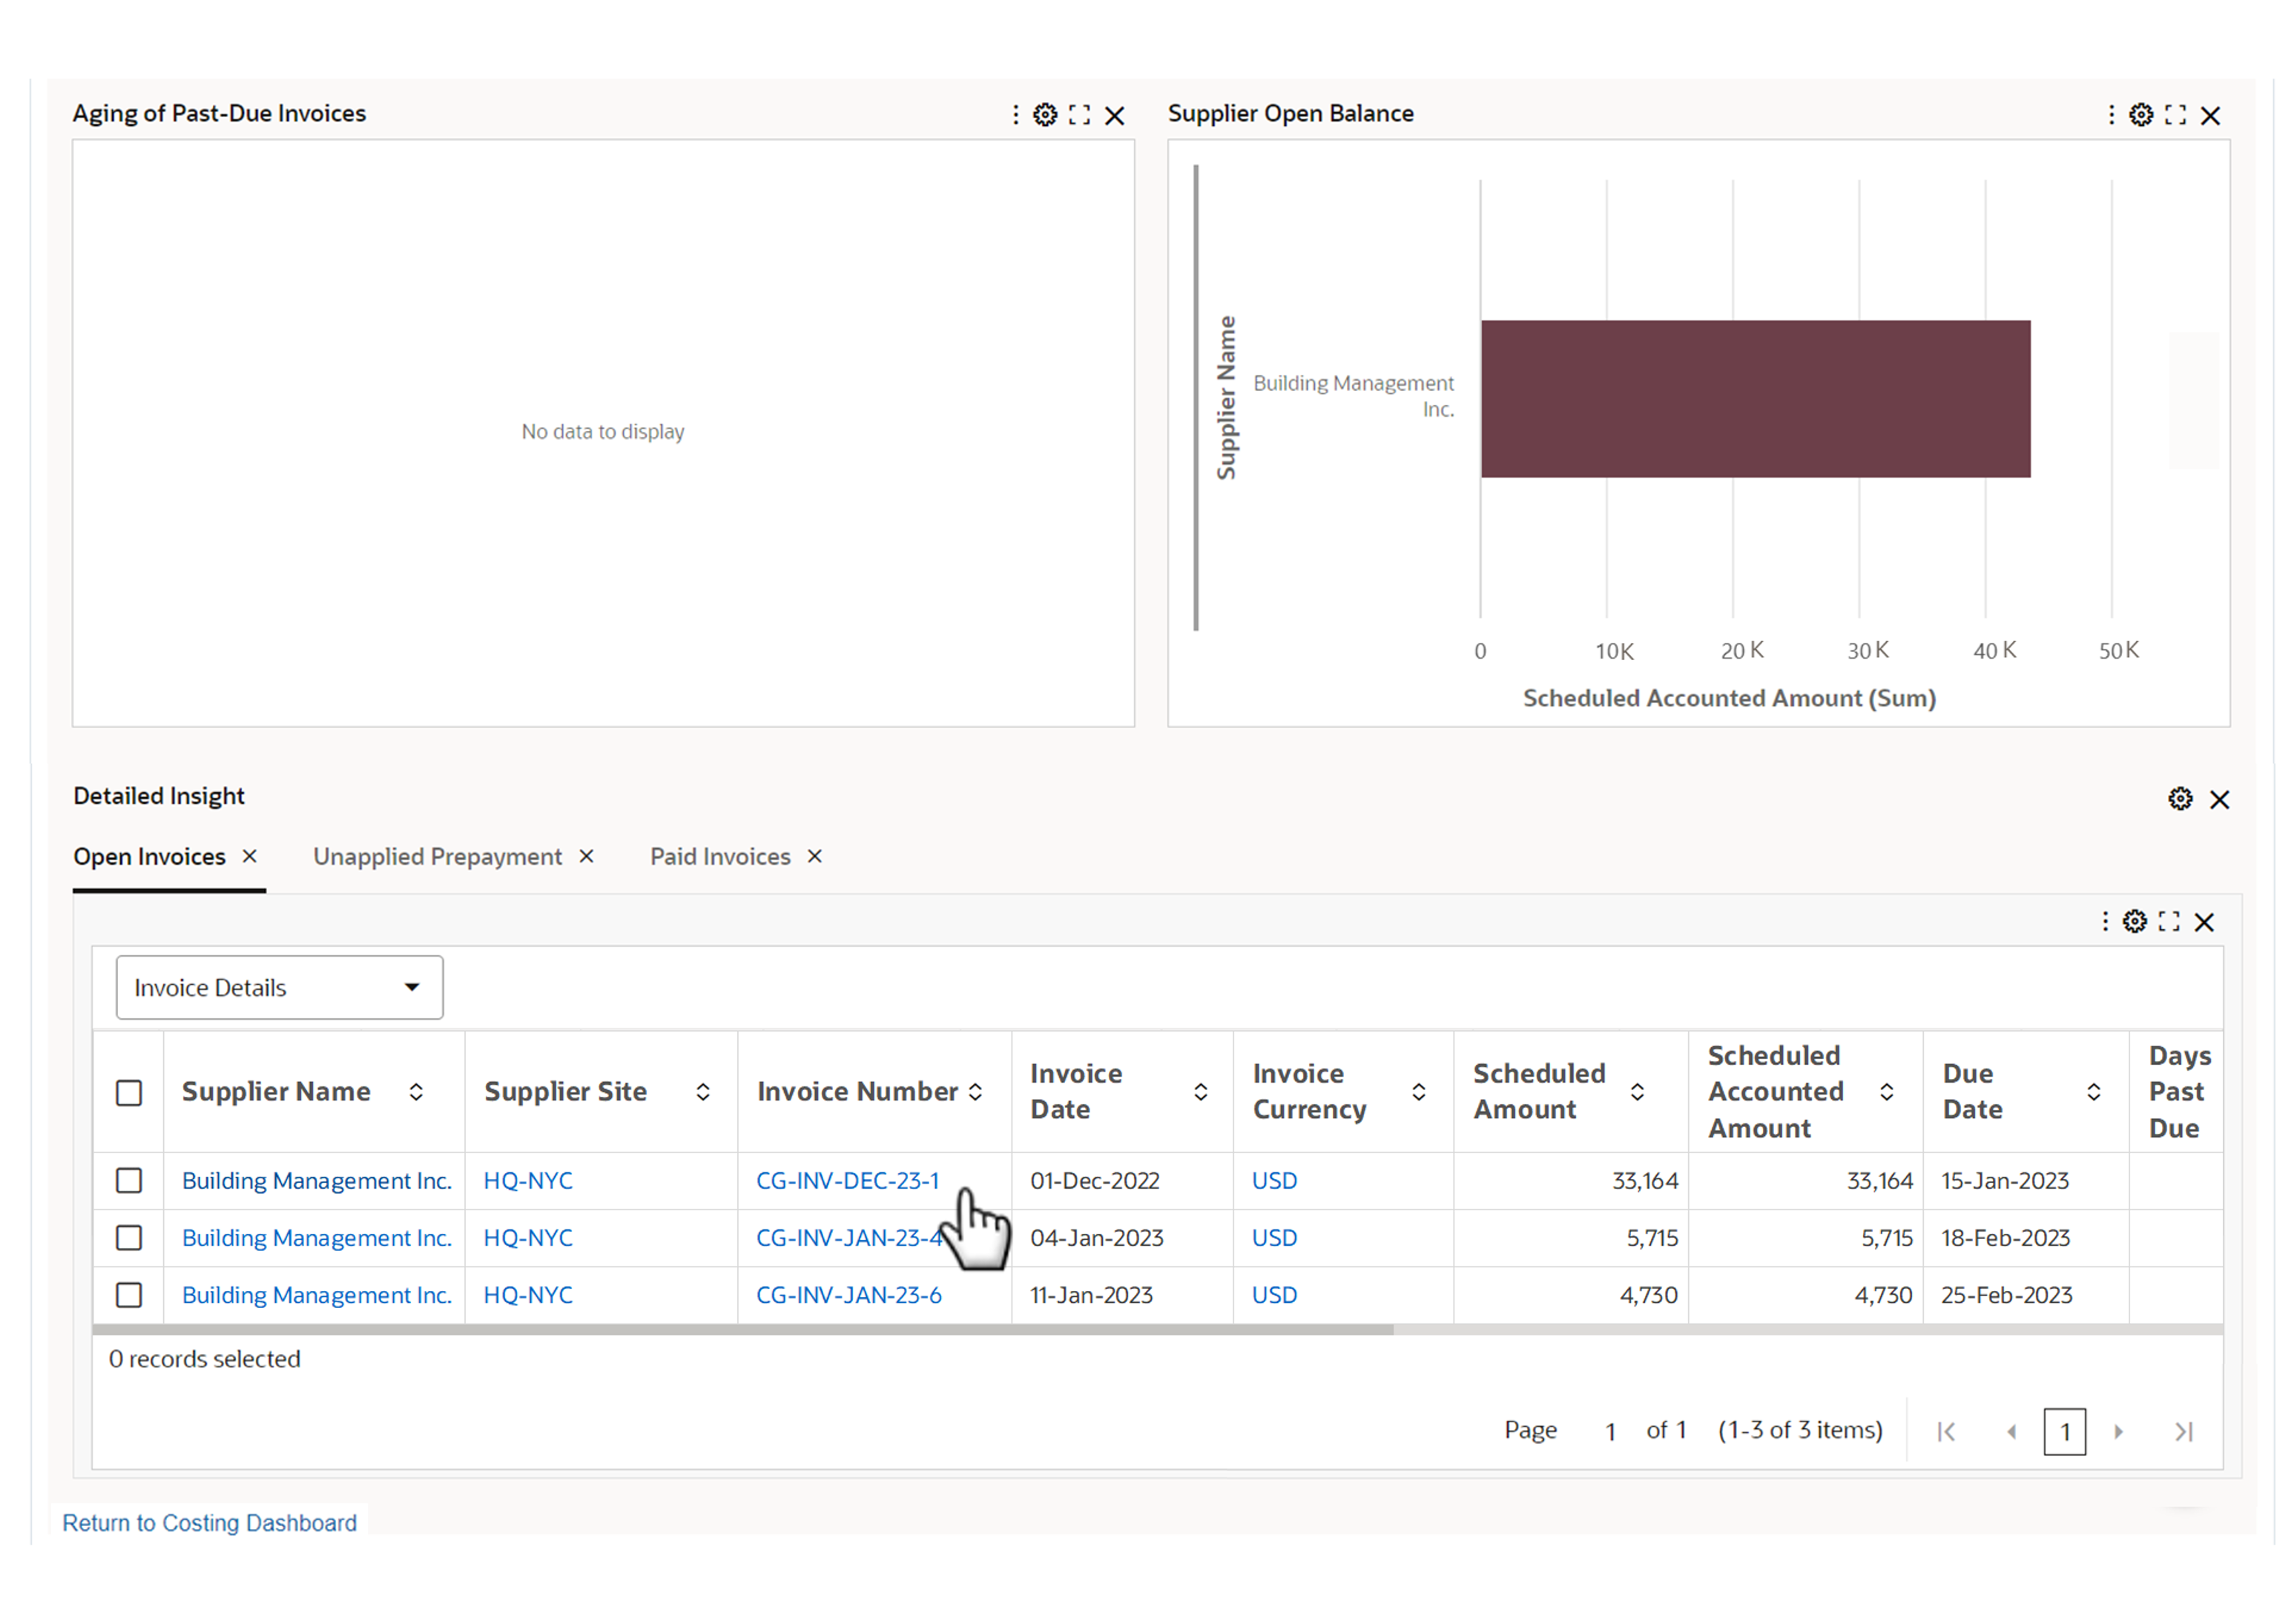 Aging of Past-Due Invoices
No data to display
Supplier Open Balance
Supplier Name
Building Management
Inc.
0 10K 20 K 30 K 40 K 50K
Scheduled Accounted Amount (Sum)
Detailed Insight
Open Invoices Unapplied Prepayment Paid Invoices
Invoice Details
Supplier Name Supplier Site Invoice Number Invoice Date Invoice Currency Scheduled Amount Scheduled Accounted Amount Due Date Days Past Due
Building Management Inc. HQ-NYC CG-INV-DEC-23-1 01-Dec-2022 USD 33,164 33,164 15-Jan-2023
Building Management Inc. HQ-NYC CG-INV-JAN-23-4 04-Jan-2023 USD 5,715 5,715 18-Feb-2023
Building Management Inc. HQ-NYC CG-INV-JAN-23-6 11-Jan-2023 USD 4,730 4,730 25-Feb-2023
0 records selected
Page 1 of 1 (1-3 of 3 items) 1
Return to Costing Dashboard